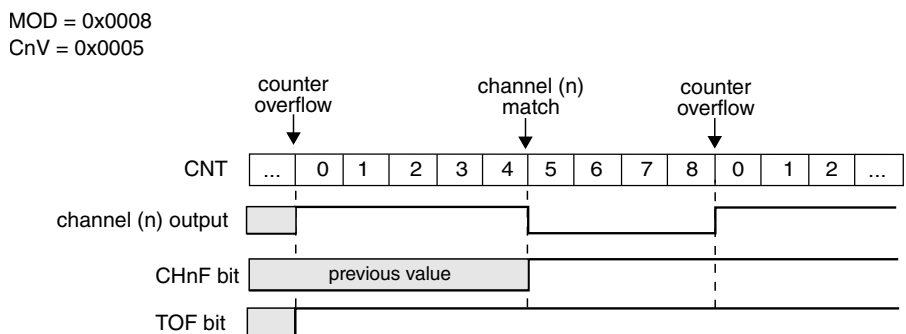 MOD = 0x0008
CnV = 0x0005
counter
overflow
channel (n)
match
counter
overflow
CNT ... 0 1 2 3 4 5 6 7 8 0 1 2 ...
channel (n) output
CHnF bit previous value
TOF bit